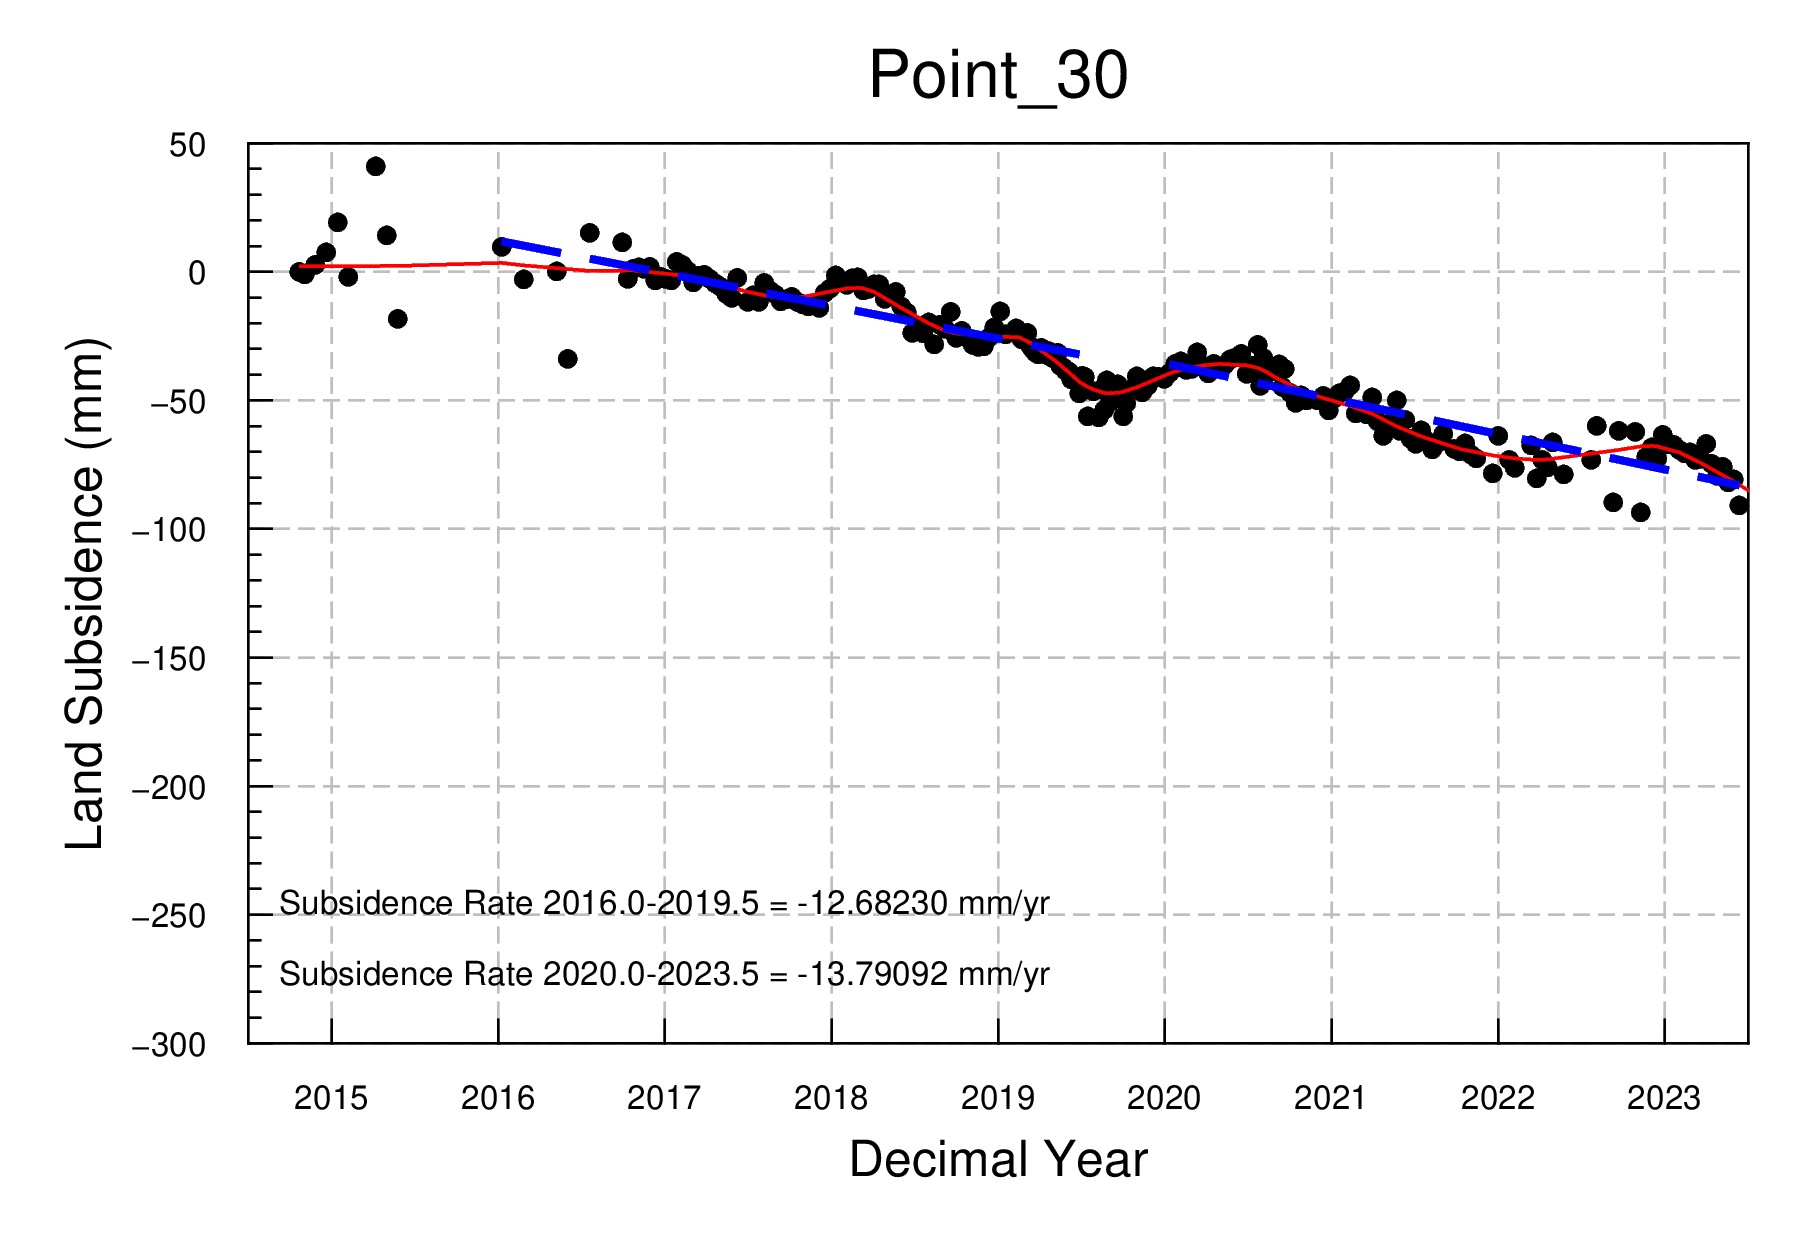 Point_30
50
0
−50
−100
−150
−200
−250
−300
Land Subsidence (mm)
Subsidence Rate 2016.0-2019.5 = -12.68230 mm/yr
Subsidence Rate 2020.0-2023.5 = -13.79092 mm/yr
2015 2016 2017 2018 2019 2020 2021 2022 2023
Decimal Year